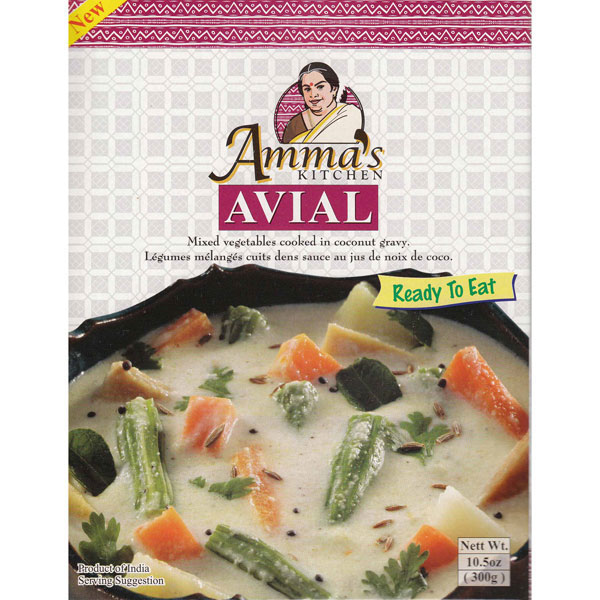 New
Amma's
KITCHEN
AVIAL
Mixed vegetables cooked in coconut gravy.
Légumes mélangés cuits dens sauce au jus de noix de coco.
Ready To Eat
Product of India
Serving Suggestion
Nett Wt.
10.5oz
( 300g )